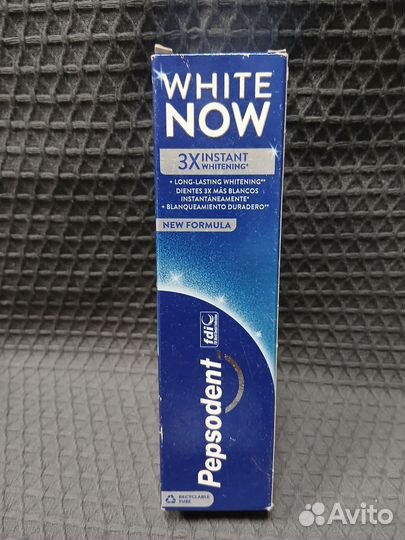 WHITE
NOW
3X INSTANT
WHITENING*
+ LONG-LASTING WHITENING**
DIENTES 3X MÁS BLANCOS
INSTANTÁNEAMENTE*
+ BLANQUEAMIENTO DURADERO**
NEW FORMULA
fdi
Pepsodent
RECYCLABLE
TUBE
Avito